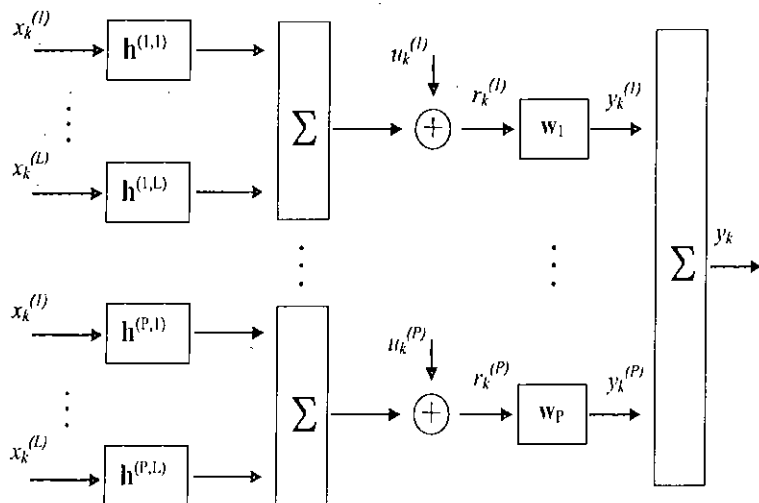 x_k^(1) h^(1,1)
u_k^(1)
r_k^(1) y_k^(1)
Σ + w_1
x_k^(L) h^(1,L)
y_k
Σ
x_k^(1) h^(P,1)
u_k^(P)
r_k^(P) y_k^(P)
Σ + w_P
x_k^(L) h^(P,L)